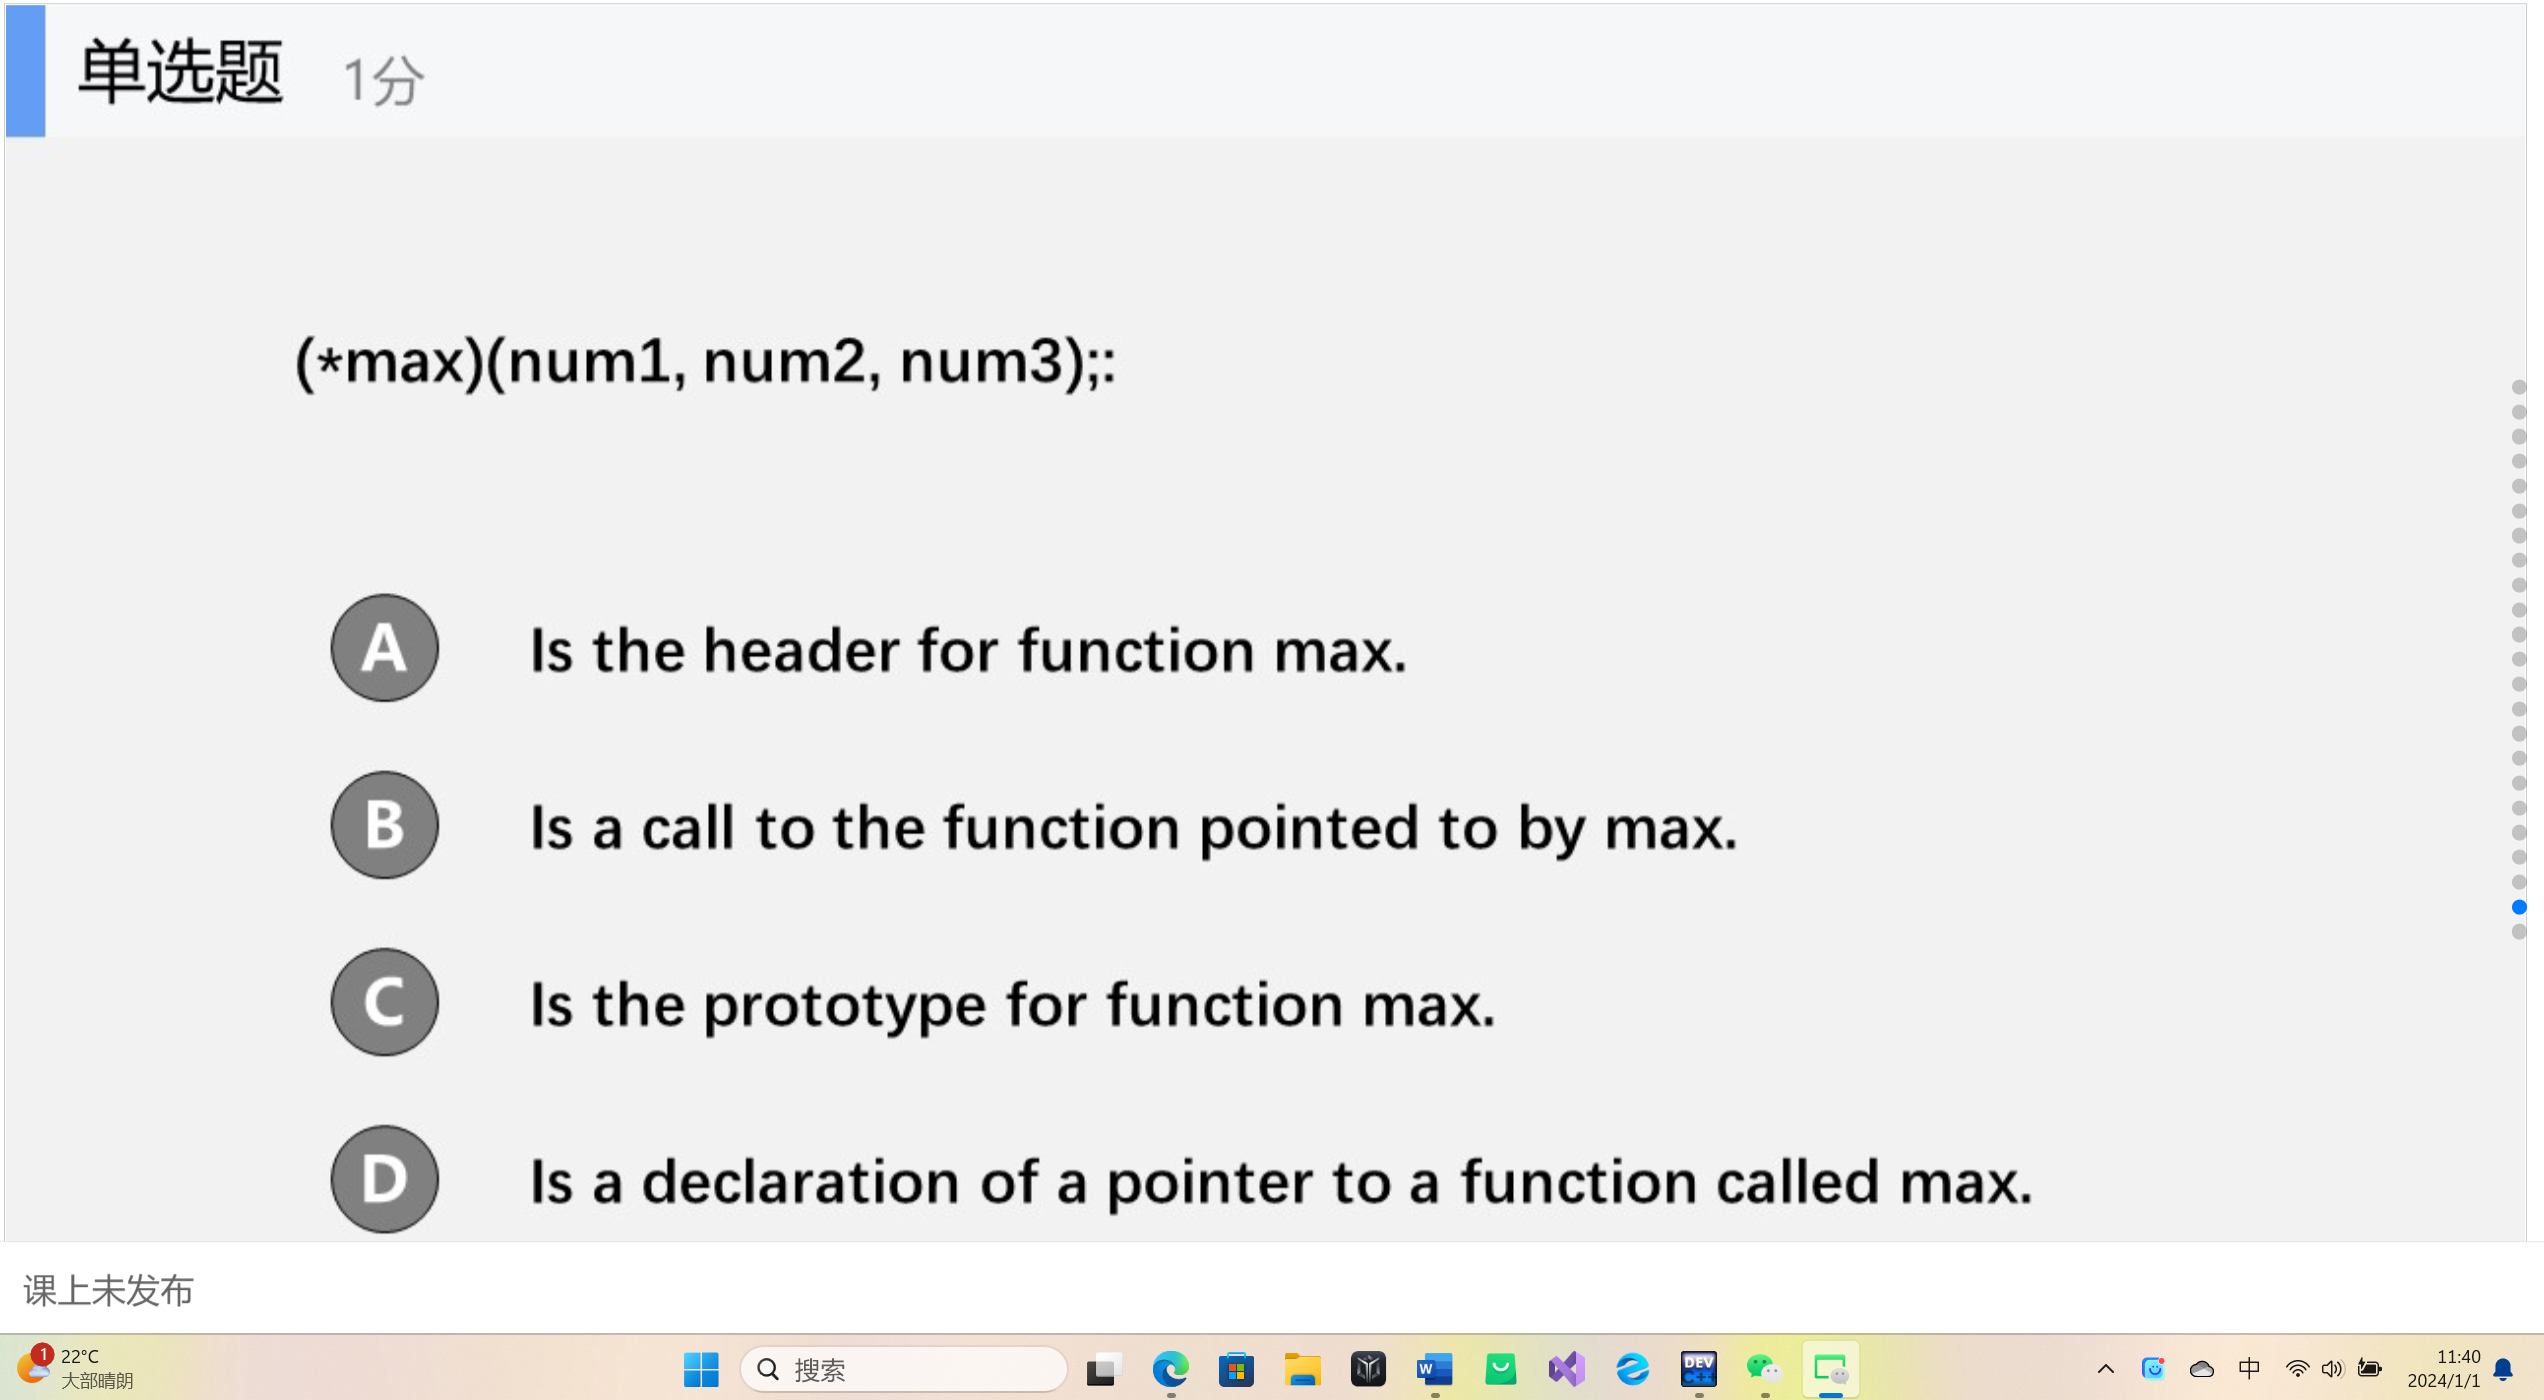 单选题 1分
(*max)(num1, num2, num3);:
A Is the header for function max.
B Is a call to the function pointed to by max.
C Is the prototype for function max.
D Is a declaration of a pointer to a function called max.
课上未发布
1
22°C
大部晴朗
搜索
W
DEV
C++
中
11:40
2024/1/1